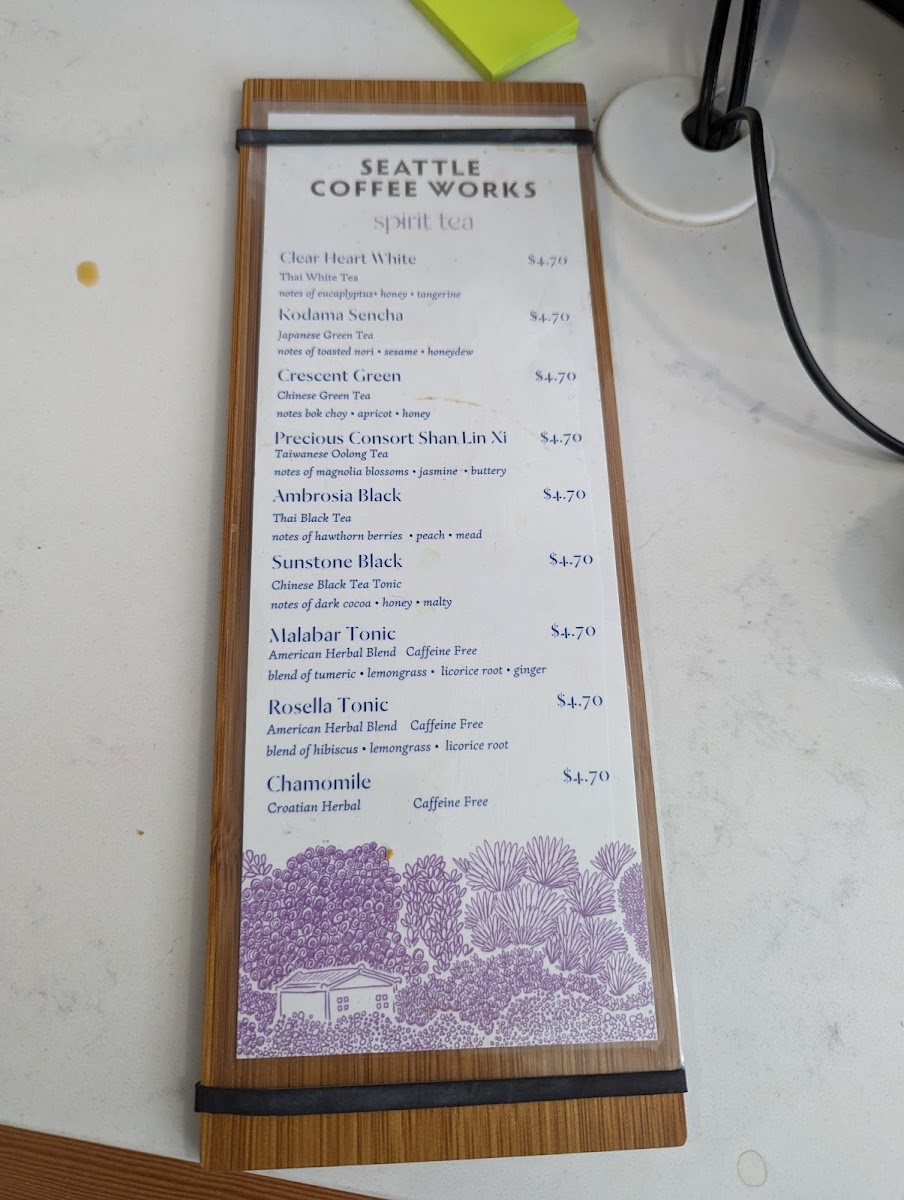 SEATTLE
COFFEE WORKS
spirit tea
Clear Heart White $4.70
Thai White Tea
notes of eucaplyptus• honey • tangerine
Kodama Sencha $4.70
Japanese Green Tea
notes of toasted nori • sesame • honeydew
Crescent Green $4.70
Chinese Green Tea
notes bok choy • apricot • honey
Precious Consort Shan Lin Xi $4.70
Taiwanese Oolong Tea
notes of magnolia blossoms • jasmine • buttery
Ambrosia Black $4.70
Thai Black Tea
notes of hawthorn berries • peach • mead
Sunstone Black $4.70
Chinese Black Tea Tonic
notes of dark cocoa • honey • malty
Malabar Tonic $4.70
American Herbal Blend Caffeine Free
blend of tumeric • lemongrass • licorice root • ginger
Rosella Tonic $4.70
American Herbal Blend Caffeine Free
blend of hibiscus • lemongrass • licorice root
Chamomile $4.70
Croatian Herbal Caffeine Free